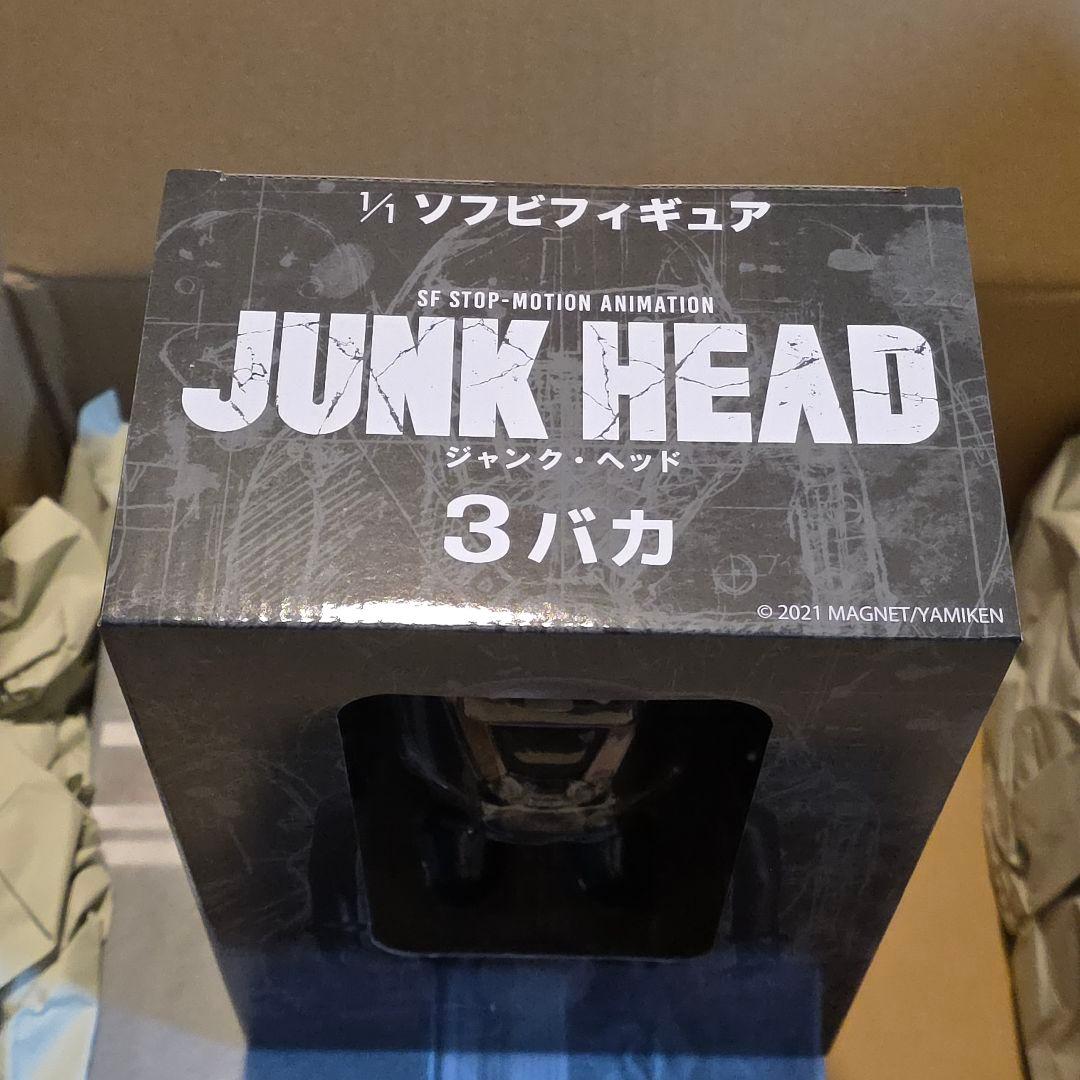 1/1 ソフビフィギュア
SF STOP-MOTION ANIMATION
JUNK HEAD
ジャンク・ヘッド
3バカ
© 2021 MAGNET/YAMIKEN